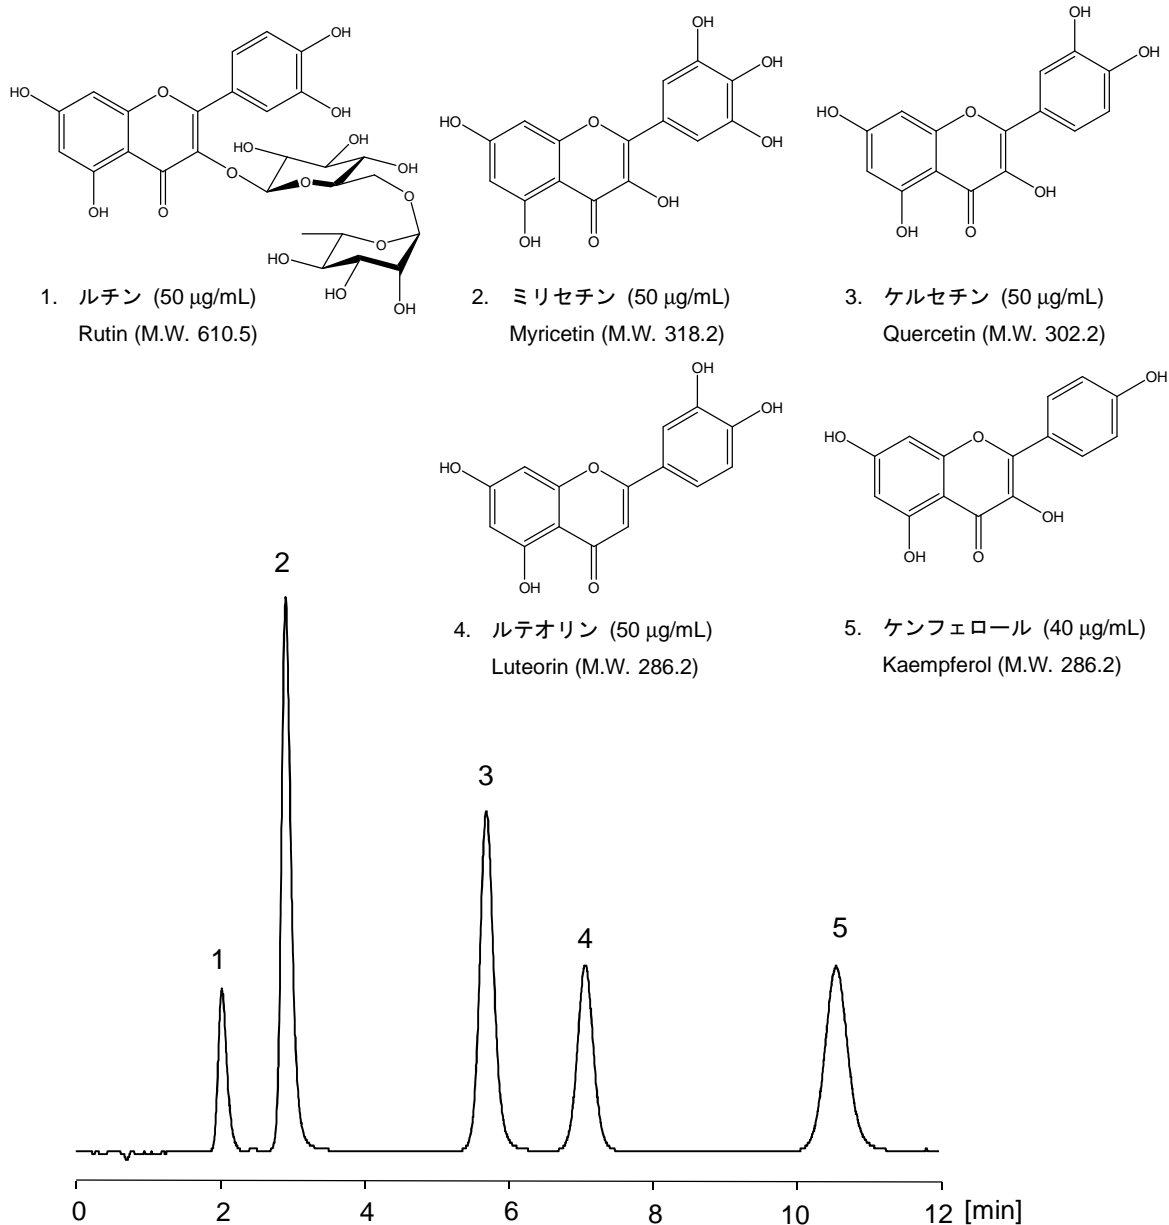 OH
OH
HO
O
O
OH
O
O
OH
HO
OH
OH
O
O
HO
HO
OH
OH
OH
OH
HO
O
OH
OH
OH
O
OH
OH
HO
O
OH
OH
O
1. ルチン (50 μg/mL)
Rutin (M.W. 610.5)
2. ミリセチン (50 μg/mL)
Myricetin (M.W. 318.2)
3. ケルセチン (50 μg/mL)
Quercetin (M.W. 302.2)
OH
OH
HO
O
OH
O
OH
HO
O
OH
OH
O
4. ルテオリン (50 μg/mL)
Luteorin (M.W. 286.2)
5. ケンフェロール (40 μg/mL)
Kaempferol (M.W. 286.2)
2
3
1
4
5
0 2 4 6 8 10 12 [min]